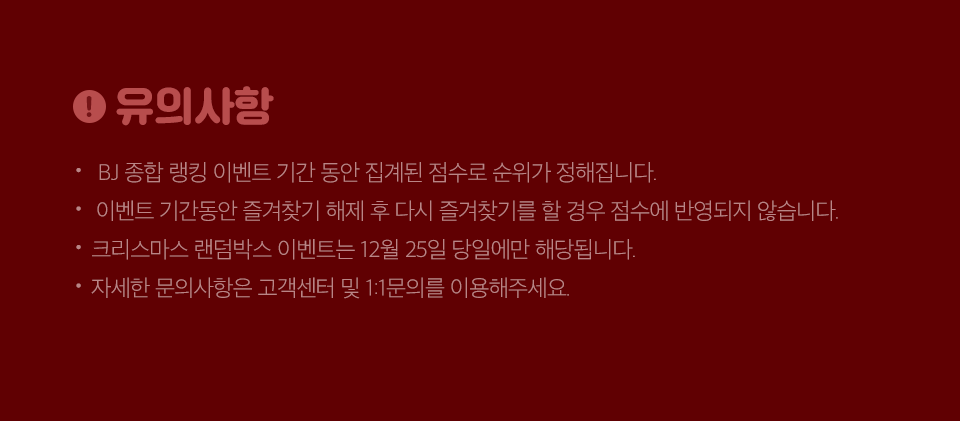 유의사항
• BJ 종합 랭킹 이벤트 기간 동안 집계된 점수로 순위가 정해집니다.
• 이벤트 기간동안 즐겨찾기 해제 후 다시 즐겨찾기를 할 경우 점수에 반영되지 않습니다.
• 크리스마스 랜덤박스 이벤트는 12월 25일 당일에만 해당됩니다.
• 자세한 문의사항은 고객센터 및 1:1문의를 이용해주세요.